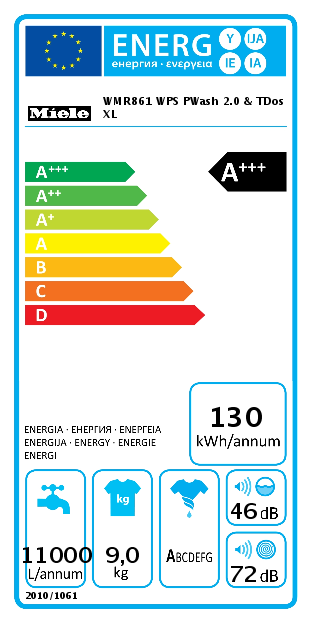 ENERG Y IJA
енергия · ενεργεια IE IA
Miele WMR861 WPS PWash 2.0 & TDos
XL
A+++ A+++
A++
A+
A
B
C
D
130
kWh/annum
ENERGIA · ЕНЕРГИЯ · ΕΝΕΡΓΕΙΑ
ENERGIJA · ENERGY · ENERGIE
ENERGI
11000
L/annum
kg
9,0
kg
ABCDEFG
46 dB
72 dB
2010/1061